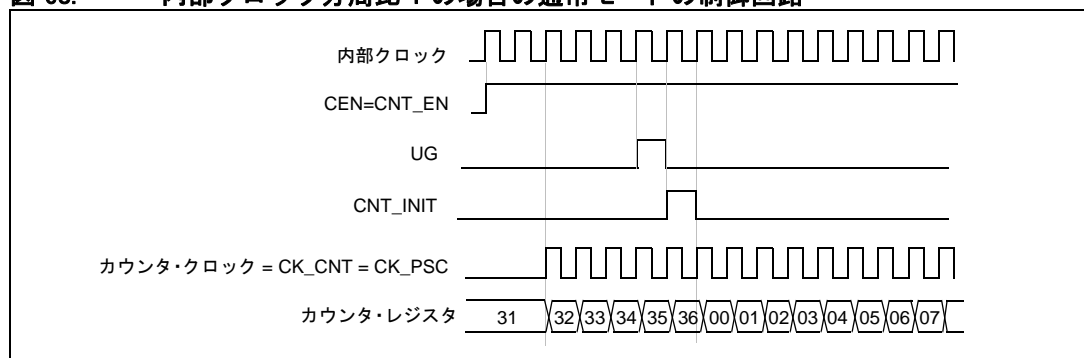 内部クロック
CEN=CNT_EN
UG
CNT_INIT
カウンタ・クロック = CK_CNT = CK_PSC
カウンタ・レジスタ 31 32 33 34 35 36 00 01 02 03 04 05 06 07